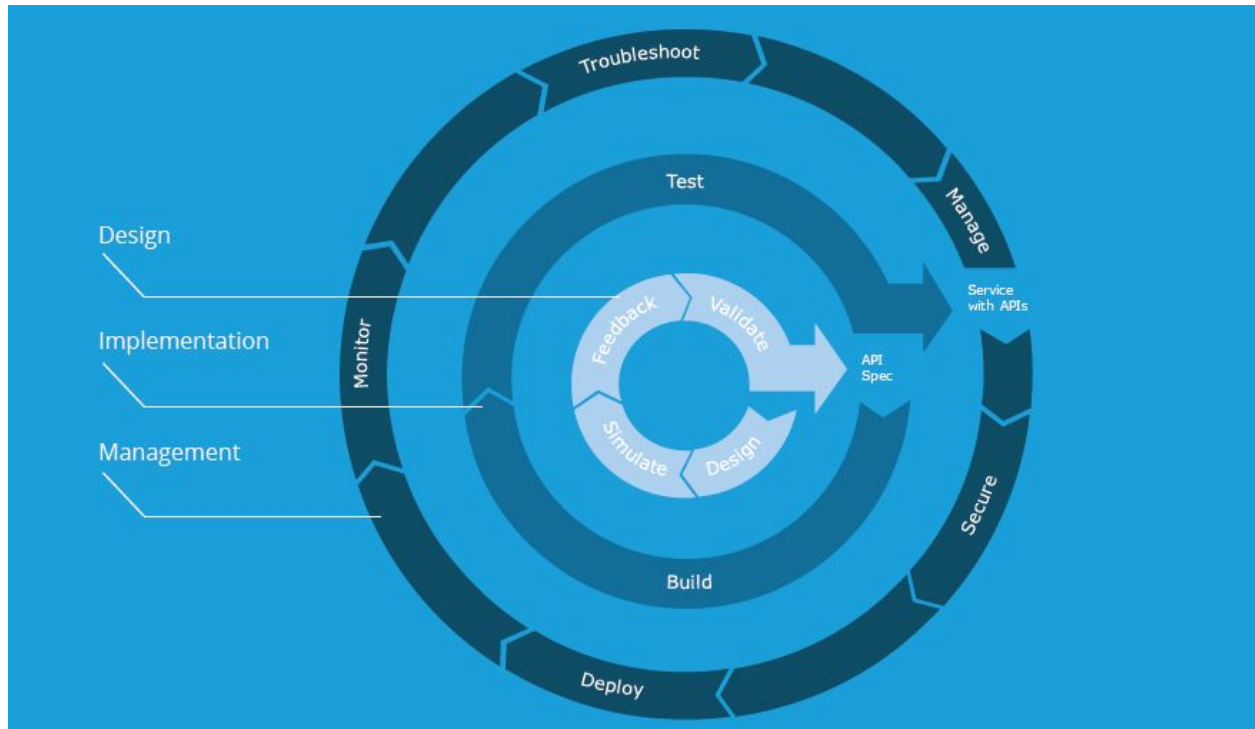 Design
Implementation
Management
Troubleshoot
Manage
Service
with APIs
Secure
Deploy
Monitor
Test
Build
Feedback
Validate
API
Spec
Design
Simulate